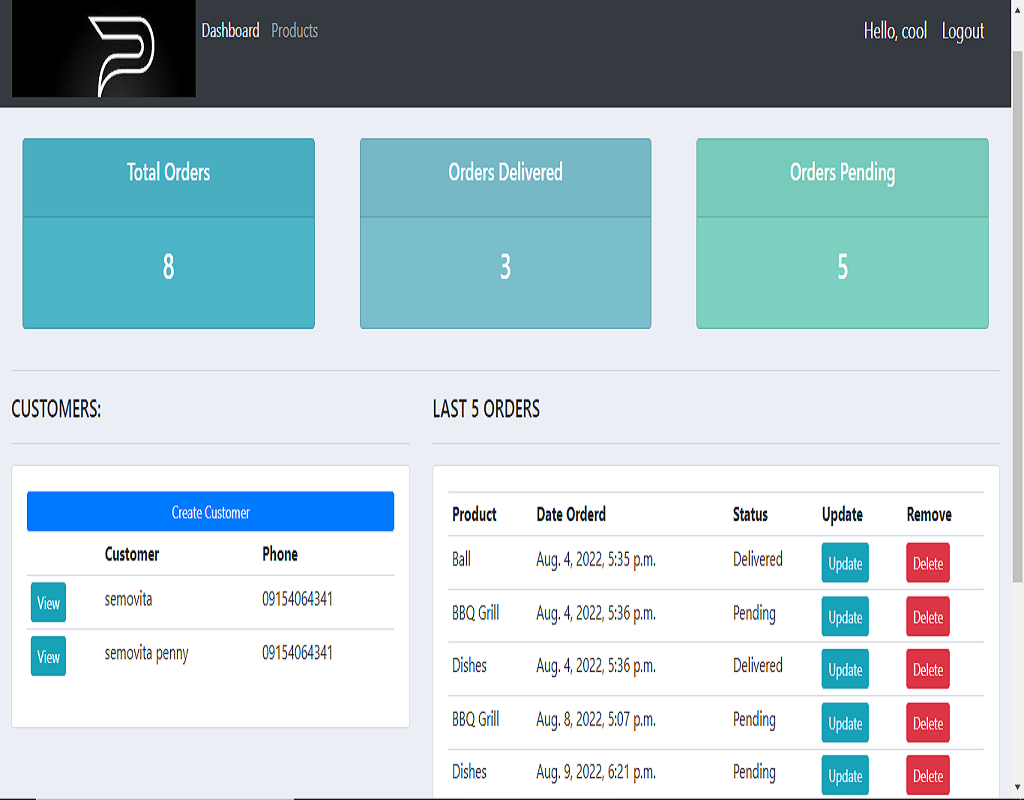 Dashboard Products Hello, cool Logout
Total Orders Orders Delivered Orders Pending
8 3 5
CUSTOMERS:
Create Customer
Customer Phone
View semovita 09154064341
View semovita penny 09154064341
LAST 5 ORDERS
Product Date Orderd Status Update Remove
Ball Aug. 4, 2022, 5:35 p.m. Delivered Update Delete
BBQ Grill Aug. 4, 2022, 5:36 p.m. Pending Update Delete
Dishes Aug. 4, 2022, 5:36 p.m. Delivered Update Delete
BBQ Grill Aug. 8, 2022, 5:07 p.m. Pending Update Delete
Dishes Aug. 9, 2022, 6:21 p.m. Pending Update Delete